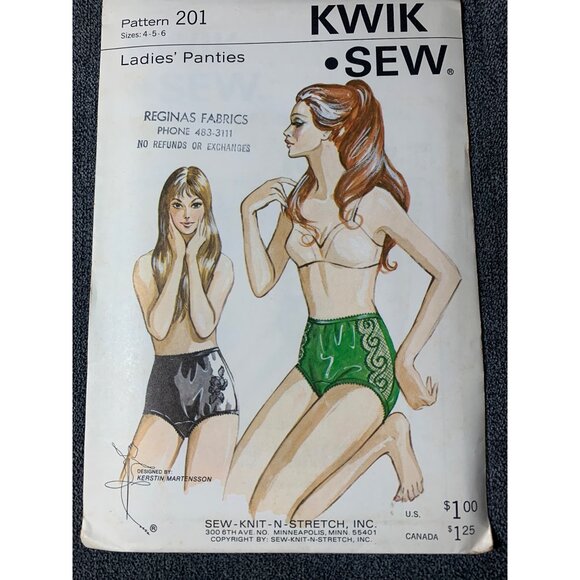 Pattern 201
Sizes: 4-5-6
Ladies' Panties
KWIK
•SEW®
REGINAS FABRICS
PHONE 483-3111
NO REFUNDS OR EXCHANGES
DESIGNED BY:
KERSTIN MARTENSSON
®
SEW-KNIT-N-STRETCH, INC.
300 6TH AVE NO. MINNEAPOLIS, MINN. 55401
COPYRIGHT BY: SEW-KNIT-N-STRETCH, INC.
U.S. $1.00
CANADA $1.25